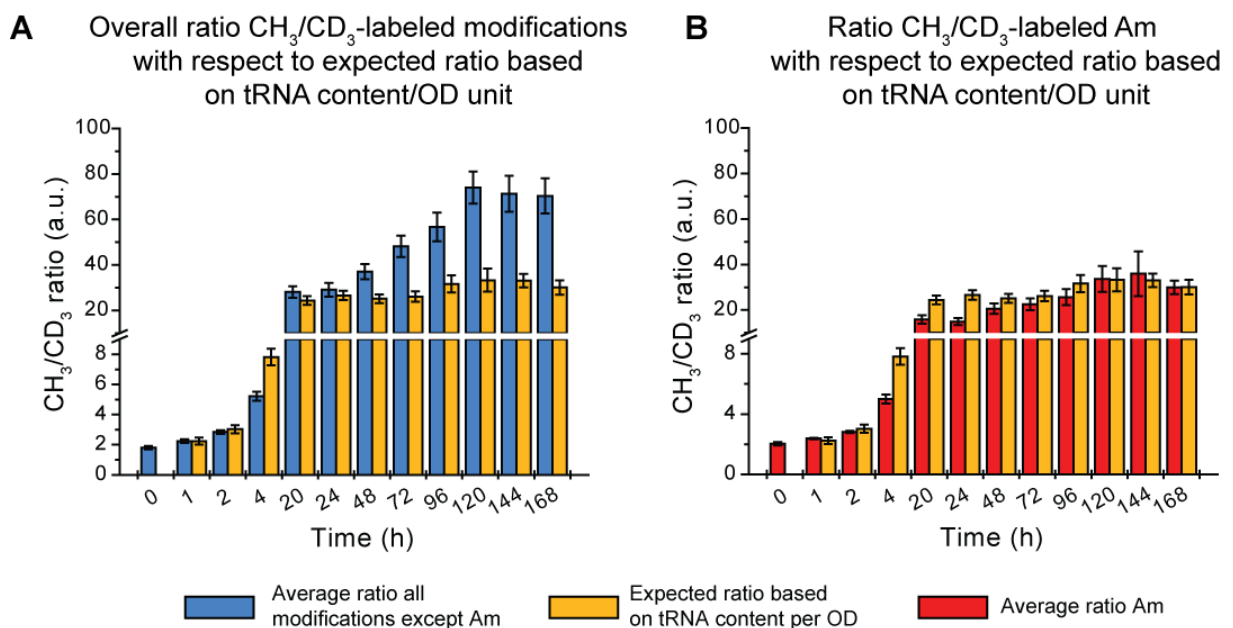 A
Overall ratio CH₃/CD₃-labeled modifications
with respect to expected ratio based
on tRNA content/OD unit
CH₃/CD₃ ratio (a.u.)
100
80
60
40
20
8
6
4
2
0
0 1 2 4 20 24 48 72 96 120 144 168
Time (h)
B
Ratio CH₃/CD₃-labeled Am
with respect to expected ratio based
on tRNA content/OD unit
CH₃/CD₃ ratio (a.u.)
100
80
60
40
20
8
4
0
0 1 2 4 20 24 48 72 96 120 144 168
Time (h)
Average ratio all
modifications except Am
Expected ratio based
on tRNA content per OD
Average ratio Am